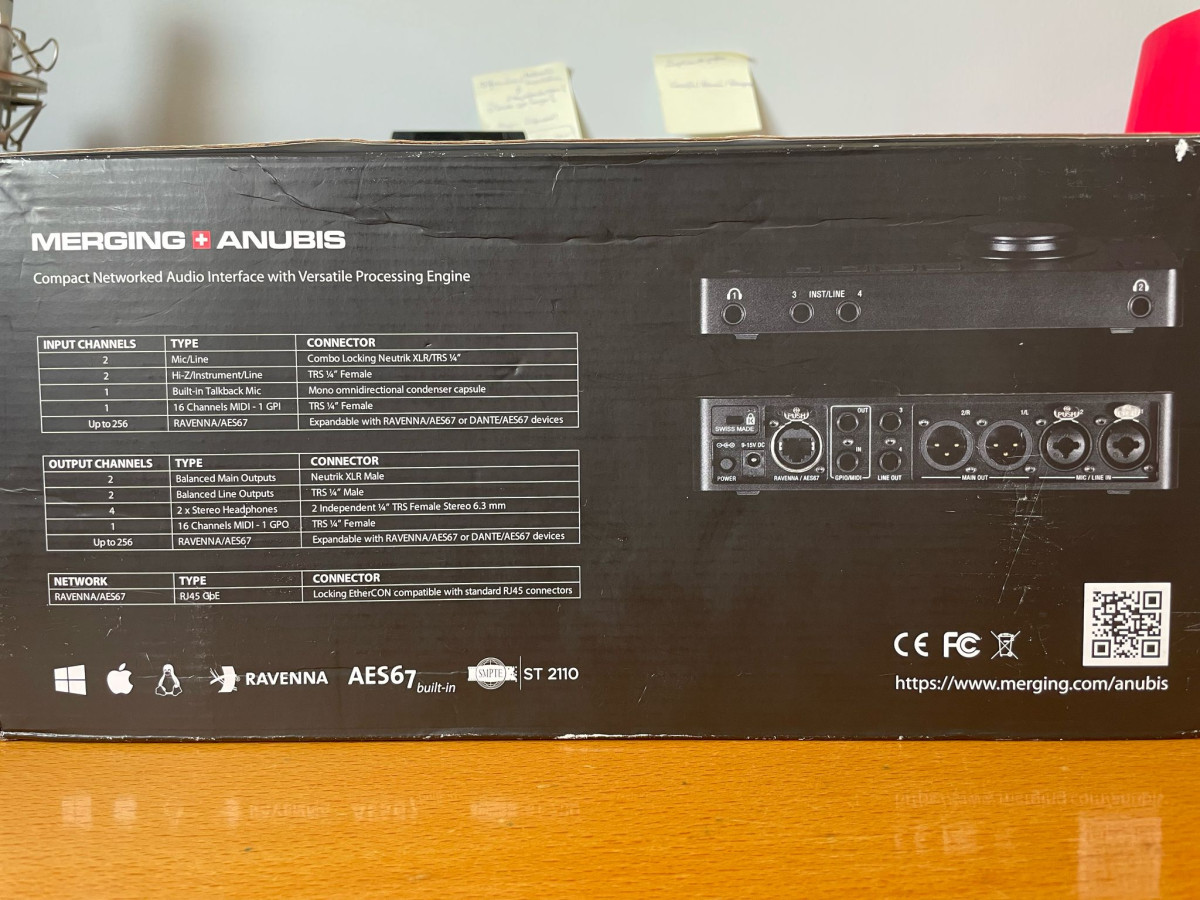 MERGING ANUBIS
Compact Networked Audio Interface with Versatile Processing Engine
INPUT CHANNELS TYPE CONNECTOR
2 Mic/Line Combo Locking Neutrik XLR/TRS ¼"
2 Hi-Z/Instrument/Line TRS ¼" Female
1 Built-in Talkback Mic Mono omnidirectional condenser capsule
1 16 Channels MIDI - 1 GPI TRS ¼" Female
Up to 256 RAVENNA/AES67 Expandable with RAVENNA/AES67 or DANTE/AES67 devices
OUTPUT CHANNELS TYPE CONNECTOR
2 Balanced Main Outputs Neutrik XLR Male
2 Balanced Line Outputs TRS ¼" Male
4 2 x Stereo Headphones 2 Independent ¼" TRS Female Stereo 6.3 mm
1 16 Channels MIDI - 1 GPO TRS ¼" Female
Up to 256 RAVENNA/AES67 Expandable with RAVENNA/AES67 or DANTE/AES67 devices
NETWORK TYPE CONNECTOR
RAVENNA/AES67 RJ45 GbE Locking EtherCON compatible with standard RJ45 connectors
RAVENNA AES67 built-in SMPTE ST 2110
1 3 INST/LINE 4 2
SWISS MADE
9-15V DC
POWER
PUSH
RAVENNA / AES67
OUT
IN
GPIO/MIDI
3
4
LINE OUT
2/R 1/L
MAIN OUT
PUSH 2
1
MIC / LINE IN
CE FC
https://www.merging.com/anubis